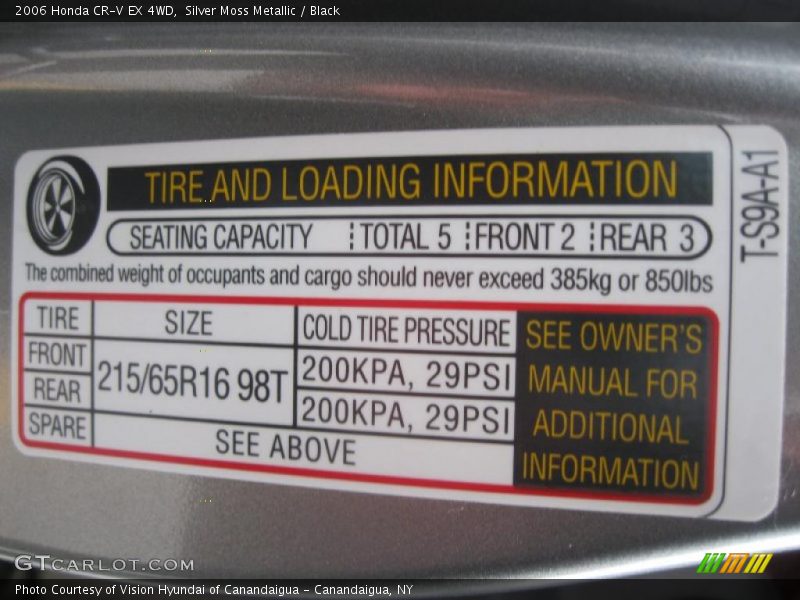 2006 Honda CR-V EX 4WD, Silver Moss Metallic / Black
TIRE AND LOADING INFORMATION
SEATING CAPACITY TOTAL 5 FRONT 2 REAR 3
The combined weight of occupants and cargo should never exceed 385kg or 850lbs
TIRE SIZE COLD TIRE PRESSURE
FRONT 215/65R16 98T 200KPA, 29PSI
REAR 200KPA, 29PSI
SPARE SEE ABOVE
SEE OWNER'S
MANUAL FOR
ADDITIONAL
INFORMATION
T-S9A-A1
GTCARLOT.COM
Photo Courtesy of Vision Hyundai of Canandaigua - Canandaigua, NY